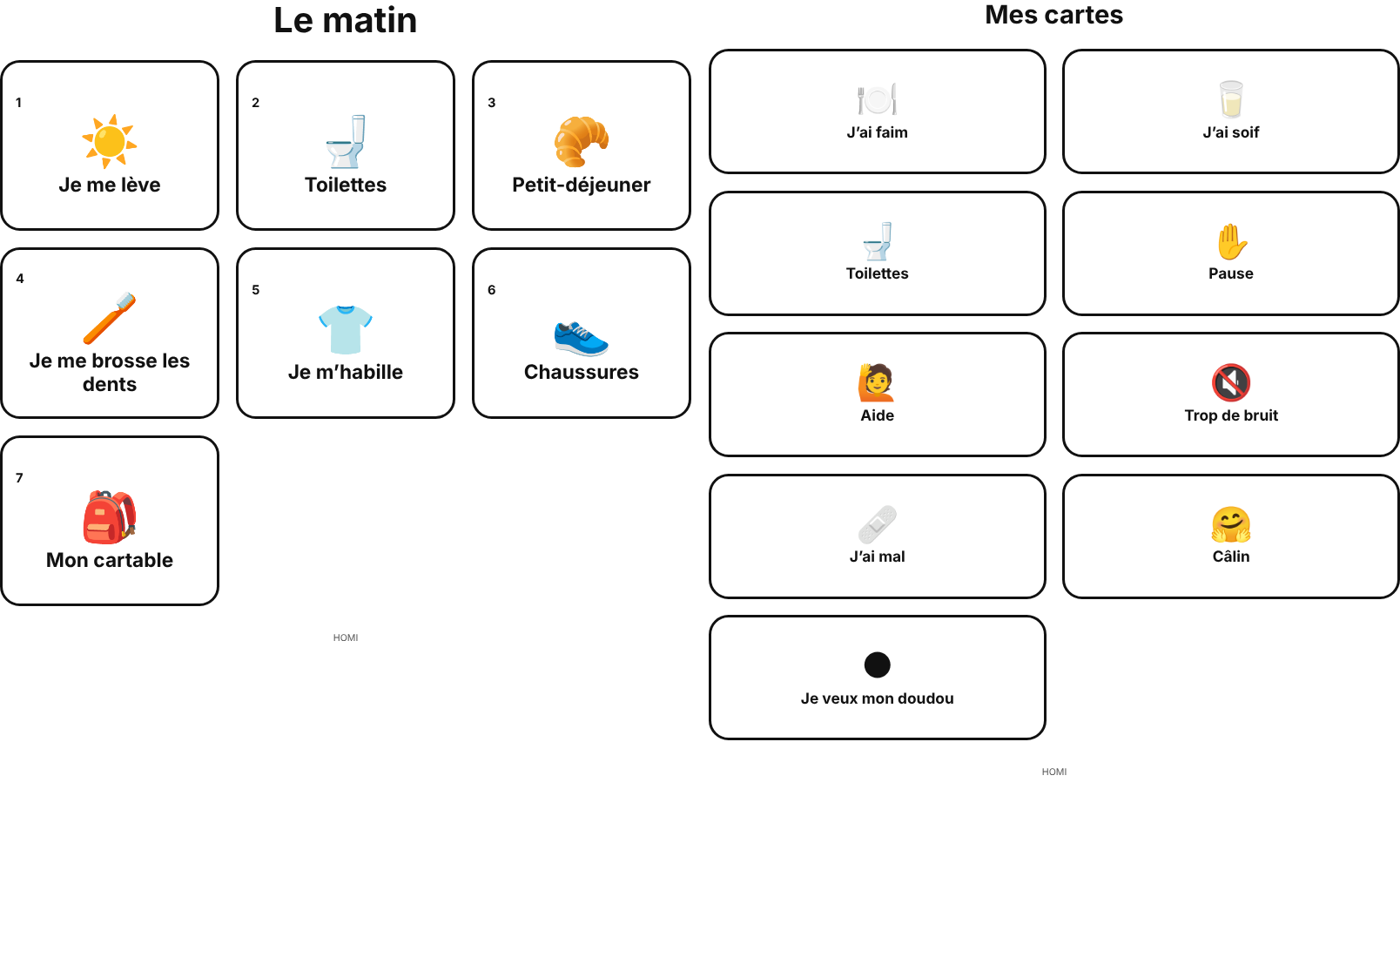 Le matin
1
Je me lève
2
Toilettes
3
Petit-déjeuner
4
Je me brosse les
dents
5
Je m’habille
6
Chaussures
7
Mon cartable
HOMI
Mes cartes
J’ai faim
J’ai soif
Toilettes
Pause
Aide
Trop de bruit
J’ai mal
Câlin
Je veux mon doudou
HOMI